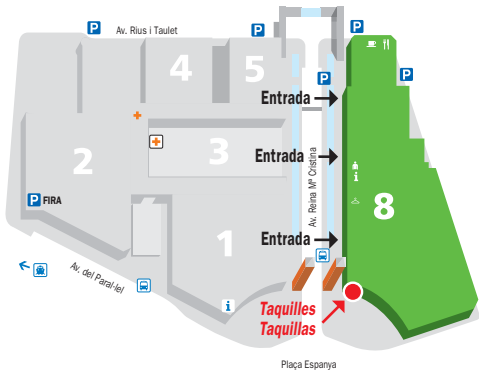 P
Av. Rius i Taulet
P
P
4
5
P
P
Entrada
2
3
Entrada
Av. Reina Mª Cristina
i
8
P FIRA
1
Entrada
Av. del Paral·lel
i
Taquilles
Taquillas
Plaça Espanya